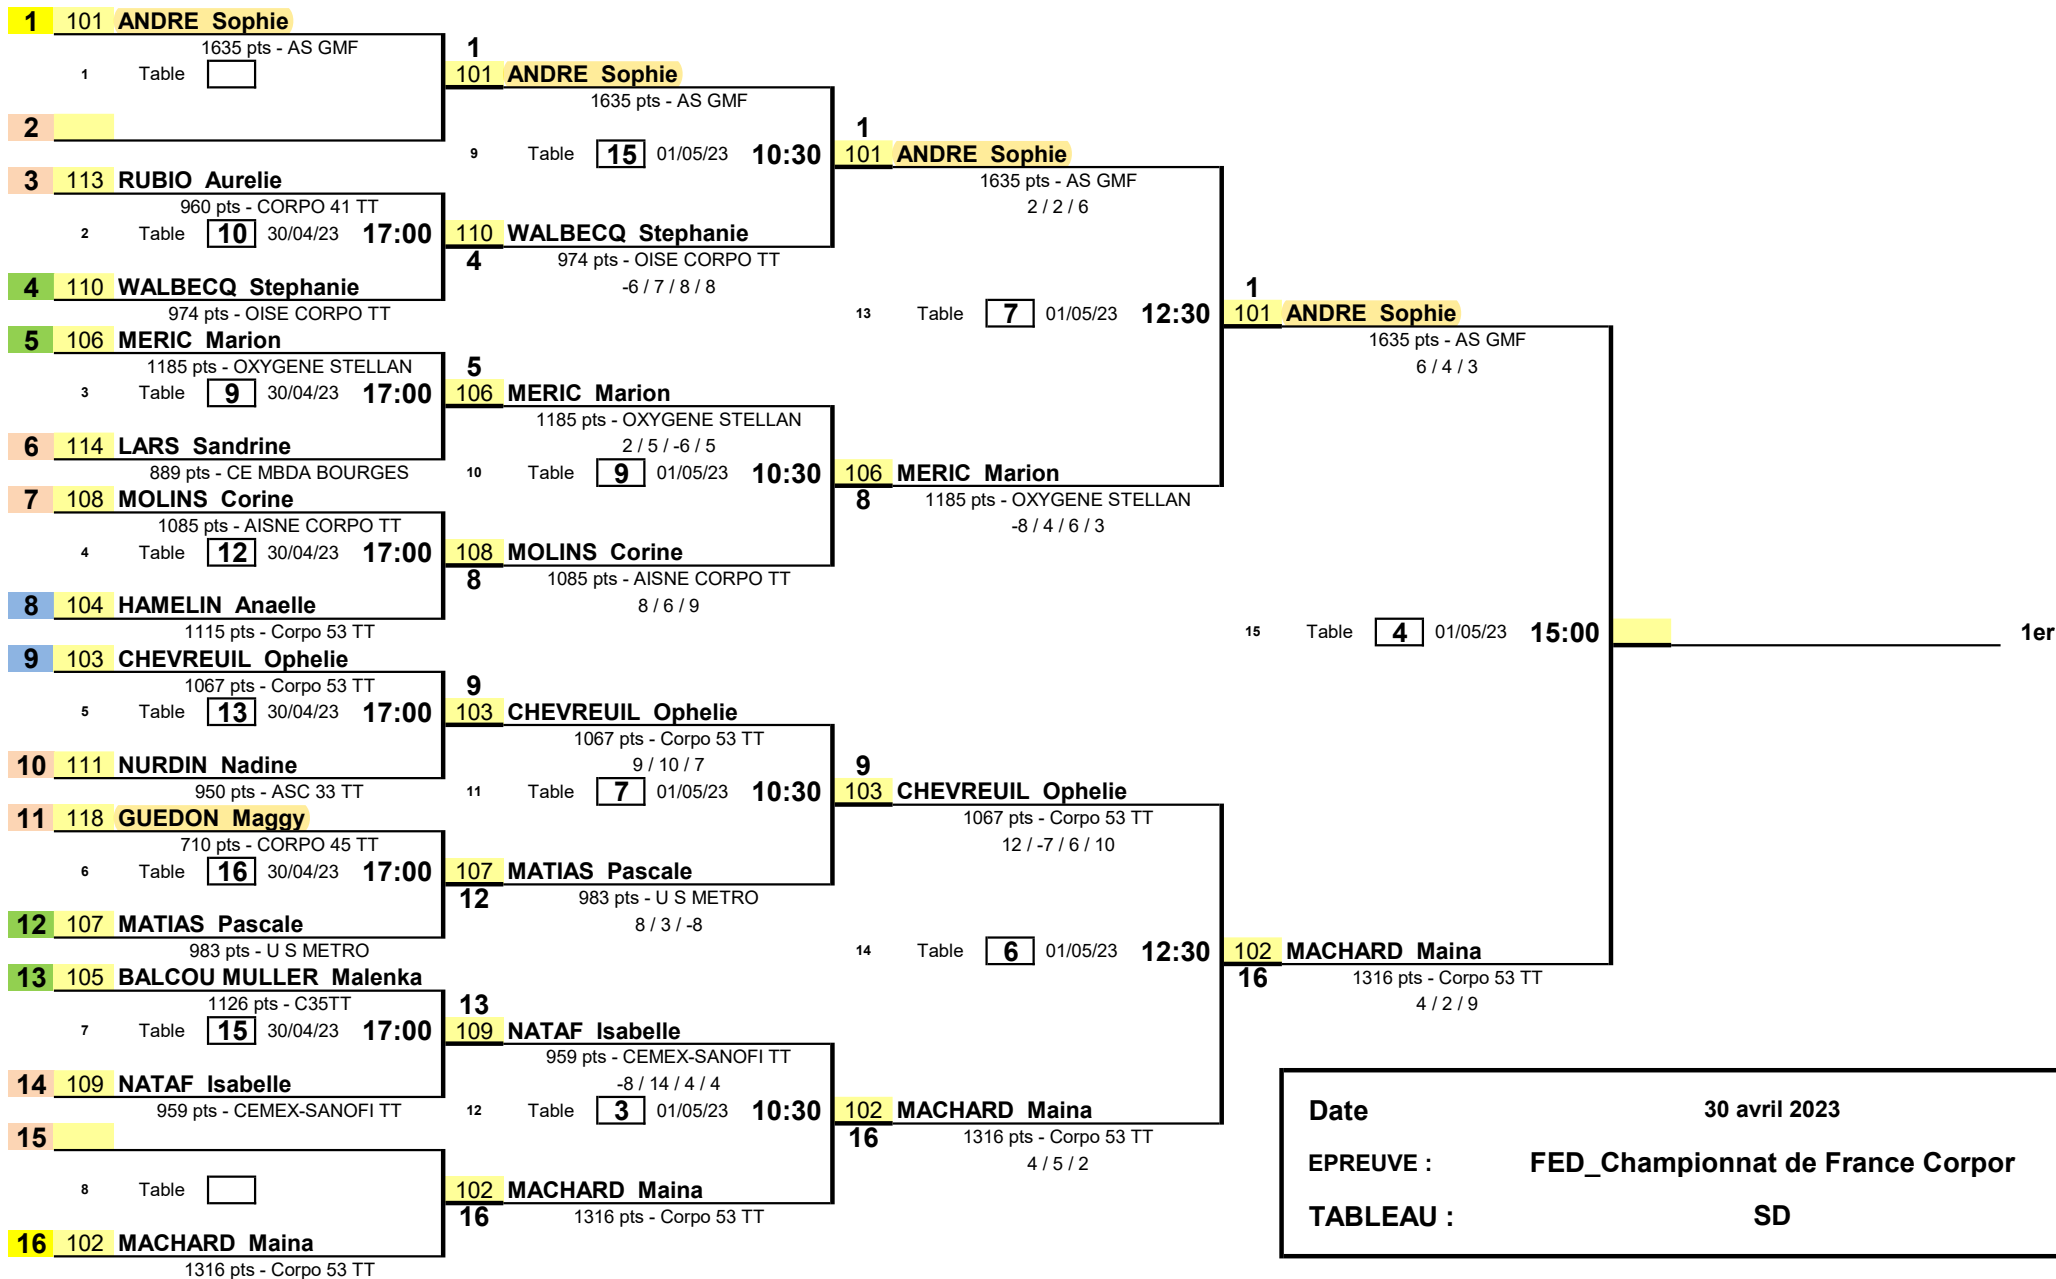 1 101 ANDRE Sophie
1635 pts - AS GMF
1 Table
2
3 113 RUBIO Aurelie
960 pts - CORPO 41 TT
2 Table 10 30/04/23 17:00
4 110 WALBECQ Stephanie
974 pts - OISE CORPO TT
5 106 MERIC Marion
1185 pts - OXYGENE STELLAN
3 Table 9 30/04/23 17:00
6 114 LARS Sandrine
889 pts - CE MBDA BOURGES
7 108 MOLINS Corine
1085 pts - AISNE CORPO TT
4 Table 12 30/04/23 17:00
8 104 HAMELIN Anaelle
1115 pts - Corpo 53 TT
9 103 CHEVREUIL Ophelie
1067 pts - Corpo 53 TT
5 Table 13 30/04/23 17:00
10 111 NURDIN Nadine
950 pts - ASC 33 TT
11 118 GUEDON Maggy
710 pts - CORPO 45 TT
6 Table 16 30/04/23 17:00
12 107 MATIAS Pascale
983 pts - U S METRO
13 105 BALCOU MULLER Malenka
1126 pts - C35TT
7 Table 15 30/04/23 17:00
14 109 NATAF Isabelle
959 pts - CEMEX-SANOFI TT
15
8 Table
16 102 MACHARD Maina
1316 pts - Corpo 53 TT
1
101 ANDRE Sophie
1635 pts - AS GMF
9 Table 15 01/05/23 10:30
110 WALBECQ Stephanie
4
974 pts - OISE CORPO TT
-6 / 7 / 8 / 8
5
106 MERIC Marion
1185 pts - OXYGENE STELLAN
2 / 5 / -6 / 5
10 Table 9 01/05/23 10:30
108 MOLINS Corine
8
1085 pts - AISNE CORPO TT
8 / 6 / 9
9
103 CHEVREUIL Ophelie
1067 pts - Corpo 53 TT
9 / 10 / 7
11 Table 7 01/05/23 10:30
107 MATIAS Pascale
12
983 pts - U S METRO
8 / 3 / -8
13
109 NATAF Isabelle
959 pts - CEMEX-SANOFI TT
-8 / 14 / 4 / 4
12 Table 3 01/05/23 10:30
102 MACHARD Maina
16
1316 pts - Corpo 53 TT
1
101 ANDRE Sophie
1635 pts - AS GMF
2 / 2 / 6
13 Table 7 01/05/23 12:30
106 MERIC Marion
8
1185 pts - OXYGENE STELLAN
-8 / 4 / 6 / 3
9
103 CHEVREUIL Ophelie
1067 pts - Corpo 53 TT
12 / -7 / 6 / 10
14 Table 6 01/05/23 12:30
102 MACHARD Maina
16
1316 pts - Corpo 53 TT
4 / 5 / 2
1
101 ANDRE Sophie
1635 pts - AS GMF
6 / 4 / 3
15 Table 4 01/05/23 15:00
102 MACHARD Maina
16
1316 pts - Corpo 53 TT
4 / 2 / 9
1er
Date 30 avril 2023
EPREUVE : FED_Championnat de France Corpor
TABLEAU : SD